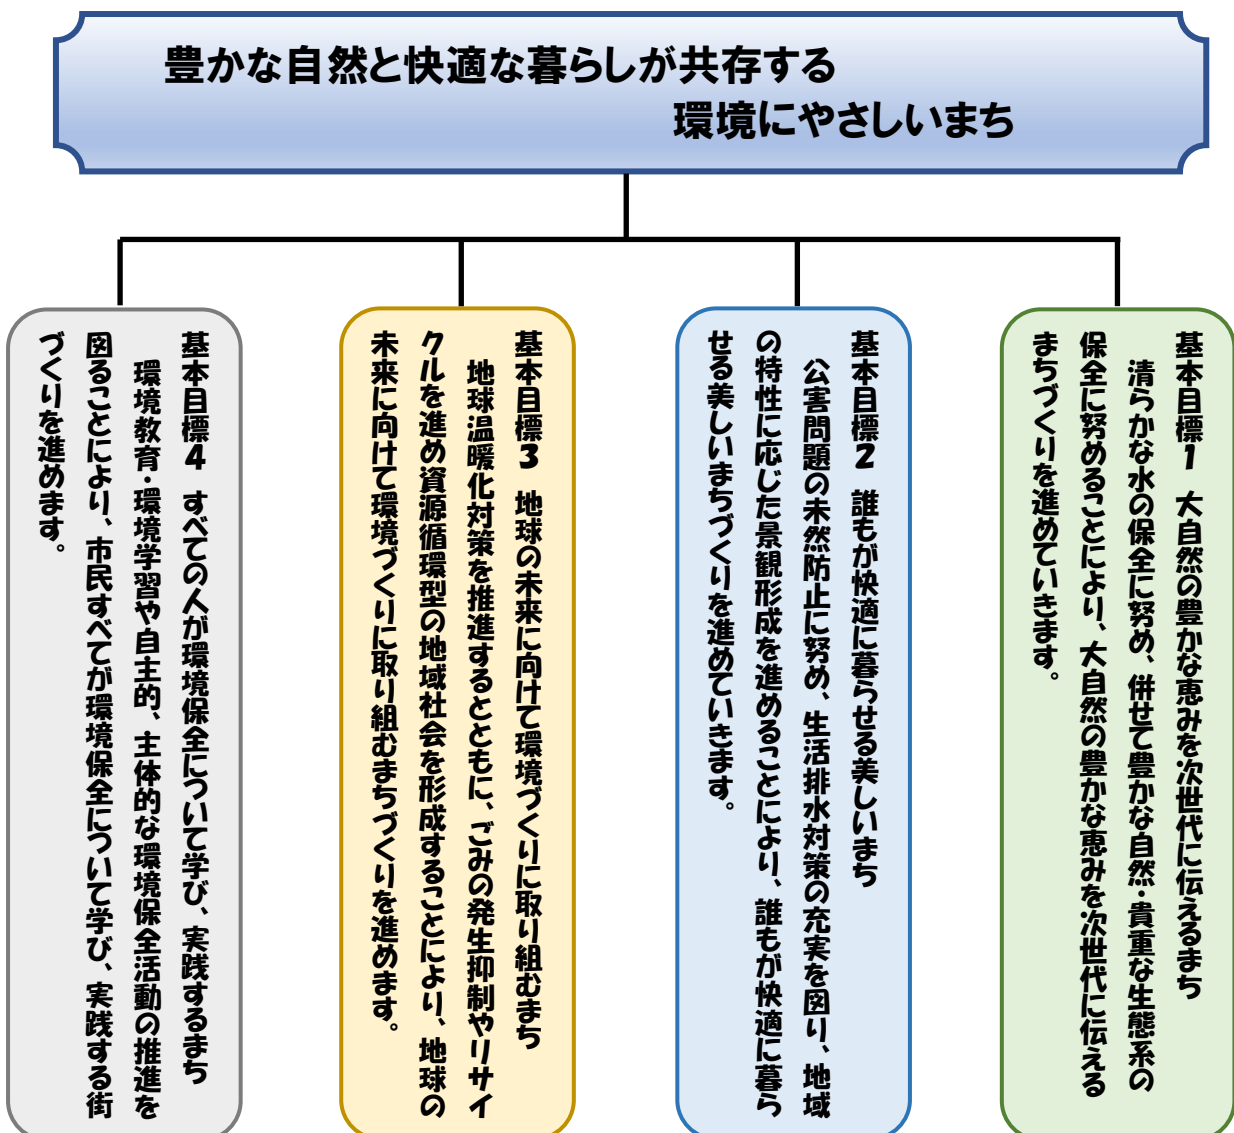 豊かな自然と快適な暮らしが共存する
環境にやさしいまち
基本目標1 大自然の豊かな恵みを次世代に伝えるまち
清らかな水の保全に努め、併せて豊かな自然・貴重な生態系の
保全に努めることにより、大自然の豊かな恵みを次世代に伝える
まちづくりを進めていきます。
基本目標2 誰もが快適に暮らせる美しいまち
公害問題の未然防止に努め、生活排水対策の充実を図り、地域
の特性に応じた景観形成を進めることにより、誰もが快適に暮ら
せる美しいまちづくりを進めていきます。
基本目標3 地球の未来に向けて環境づくりに取り組むまち
地球温暖化対策を推進するとともに、ごみの発生抑制やリサイ
クルを進め資源循環型の地域社会を形成することにより、地球の
未来に向けて環境づくりに取り組むまちづくりを進めます。
基本目標4 すべての人が環境保全について学び、実践するまち
環境教育・環境学習や自主的、主体的な環境保全活動の推進を
図ることにより、市民すべてが環境保全について学び、実践する街
づくりを進めます。